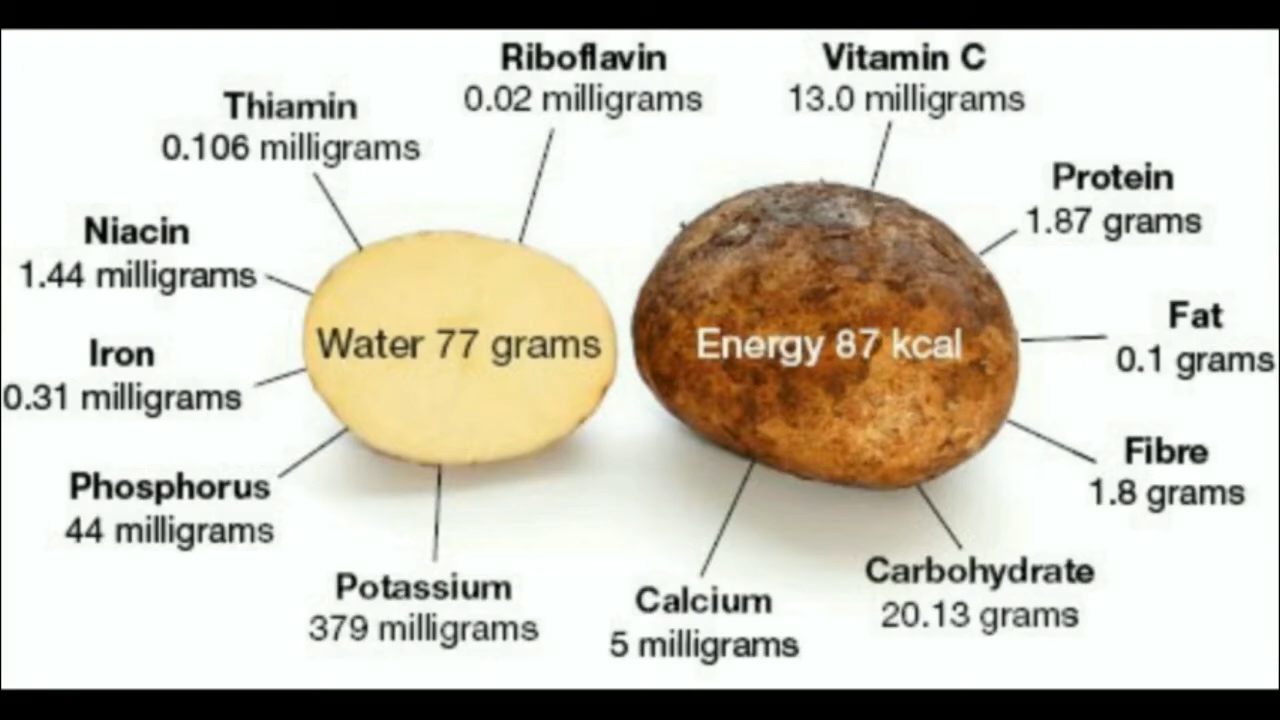 Riboflavin
0.02 milligrams
Vitamin C
13.0 milligrams
Thiamin
0.106 milligrams
Protein
1.87 grams
Niacin
1.44 milligrams
Water 77 grams
Energy 87 kcal
Fat
0.1 grams
Iron
0.31 milligrams
Fibre
1.8 grams
Phosphorus
44 milligrams
Potassium
379 milligrams
Calcium
5 milligrams
Carbohydrate
20.13 grams